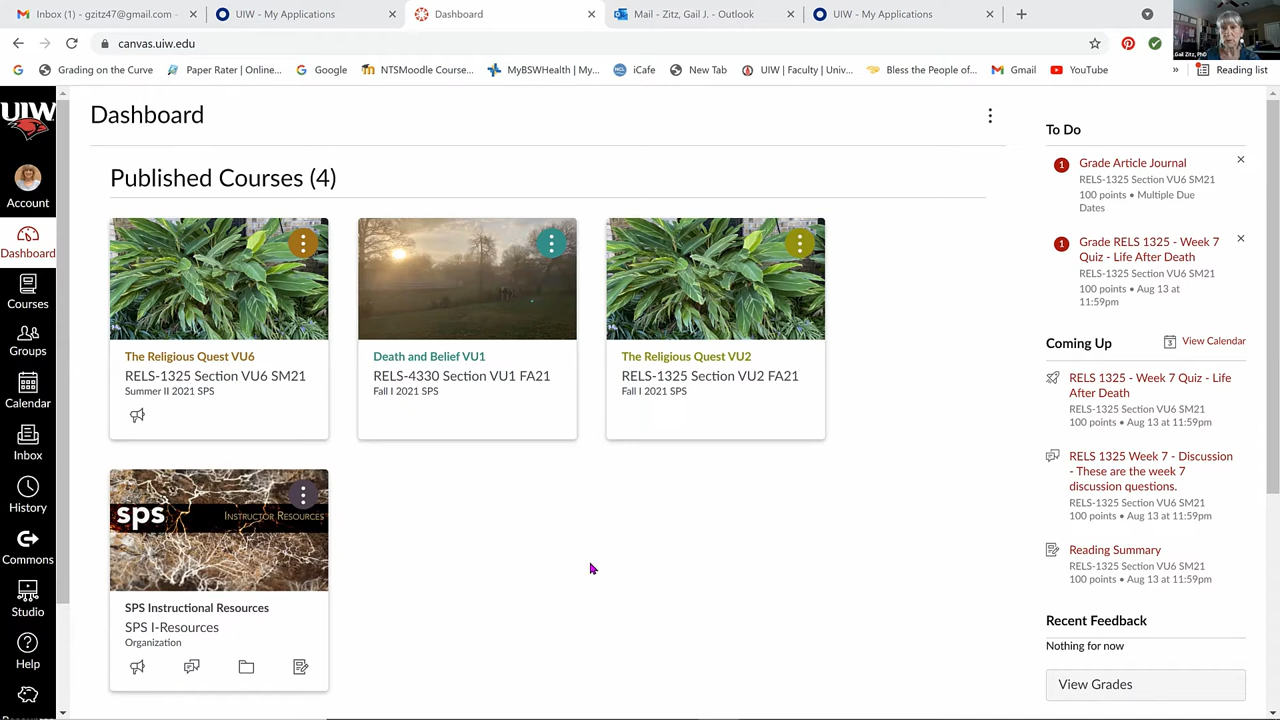 Inbox (1) - gzitz47@gmail.com -
UIW - My Applications
Dashboard
Mail - Zitz, Gail J. - Outlook
UIW - My Applications
canvas.uiw.edu
Gail Zitz, PhD
Grading on the Curve
Paper Rater | Online...
Google
NTSMoodle Course...
MyBSWHealth | My...
iCafe
New Tab
UIW | Faculty | Univ...
Bless the People of...
Gmail
YouTube
»
Reading list
UIW
Account
Dashboard
Courses
Groups
Calendar
Inbox
History
Commons
Studio
Help
Dashboard
Published Courses (4)
The Religious Quest VU6
RELS-1325 Section VU6 SM21
Summer II 2021 SPS
Death and Belief VU1
RELS-4330 Section VU1 FA21
Fall I 2021 SPS
The Religious Quest VU2
RELS-1325 Section VU2 FA21
Fall I 2021 SPS
sps
INSTRUCTOR RESOURCES
SPS Instructional Resources
SPS I-Resources
Organization
To Do
1
Grade Article Journal
RELS-1325 Section VU6 SM21
100 points • Multiple Due
Dates
1
Grade RELS 1325 - Week 7
Quiz - Life After Death
RELS-1325 Section VU6 SM21
100 points • Aug 13 at
11:59pm
Coming Up
3
View Calendar
RELS 1325 - Week 7 Quiz - Life
After Death
RELS-1325 Section VU6 SM21
100 points • Aug 13 at 11:59pm
RELS 1325 Week 7 - Discussion
- These are the week 7
discussion questions.
RELS-1325 Section VU6 SM21
100 points • Aug 13 at 11:59pm
Reading Summary
RELS-1325 Section VU6 SM21
100 points • Aug 13 at 11:59pm
Recent Feedback
Nothing for now
View Grades